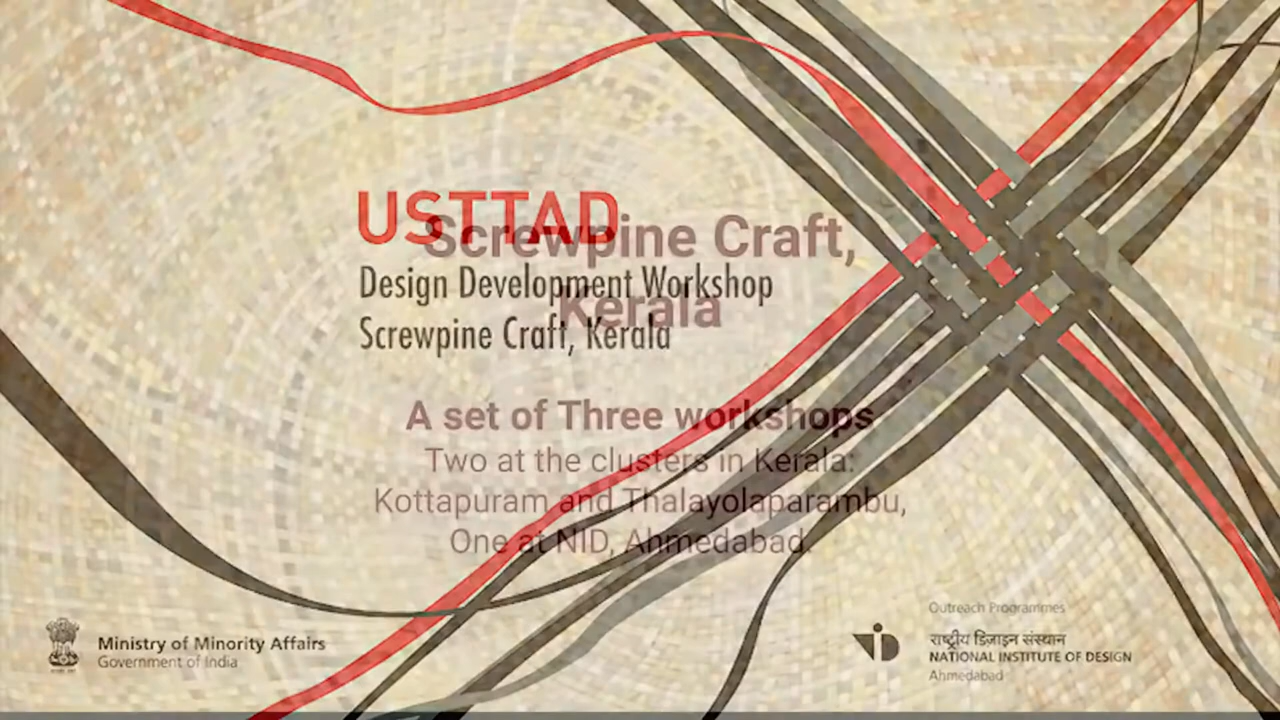 USTTAD
Screwpine Craft,
Kerala
Design Development Workshop
Screwpine Craft, Kerala
A set of Three workshops
Two at the clusters in Kerala:
Kottapuram and Thalayolaparambu,
One at NID, Ahmedabad.
Ministry of Minority Affairs
Government of India
Outreach Programmes
राष्ट्रीय डिज़ाइन संस्थान
NATIONAL INSTITUTE OF DESIGN
Ahmedabad